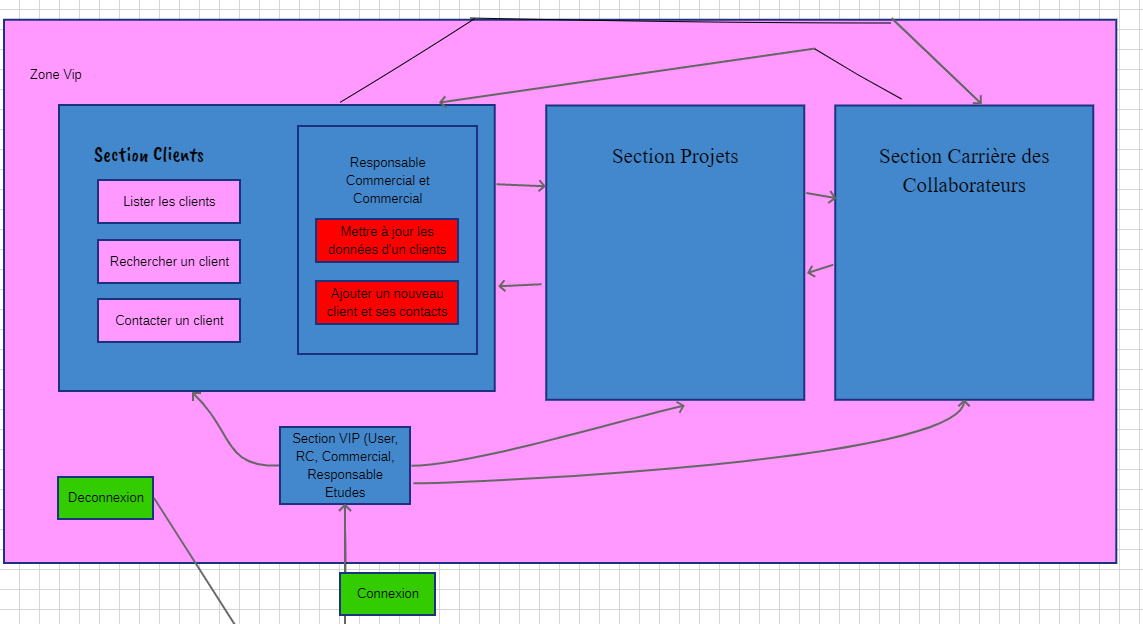 Zone Vip
Section Clients
Lister les clients
Rechercher un client
Contacter un client
Responsable
Commercial et
Commercial
Mettre à jour les
données d'un clients
Ajouter un nouveau
client et ses contacts
Section Projets
Section Carrière des
Collaborateurs
Section VIP (User,
RC, Commercial,
Responsable
Etudes
Deconnexion
Connexion